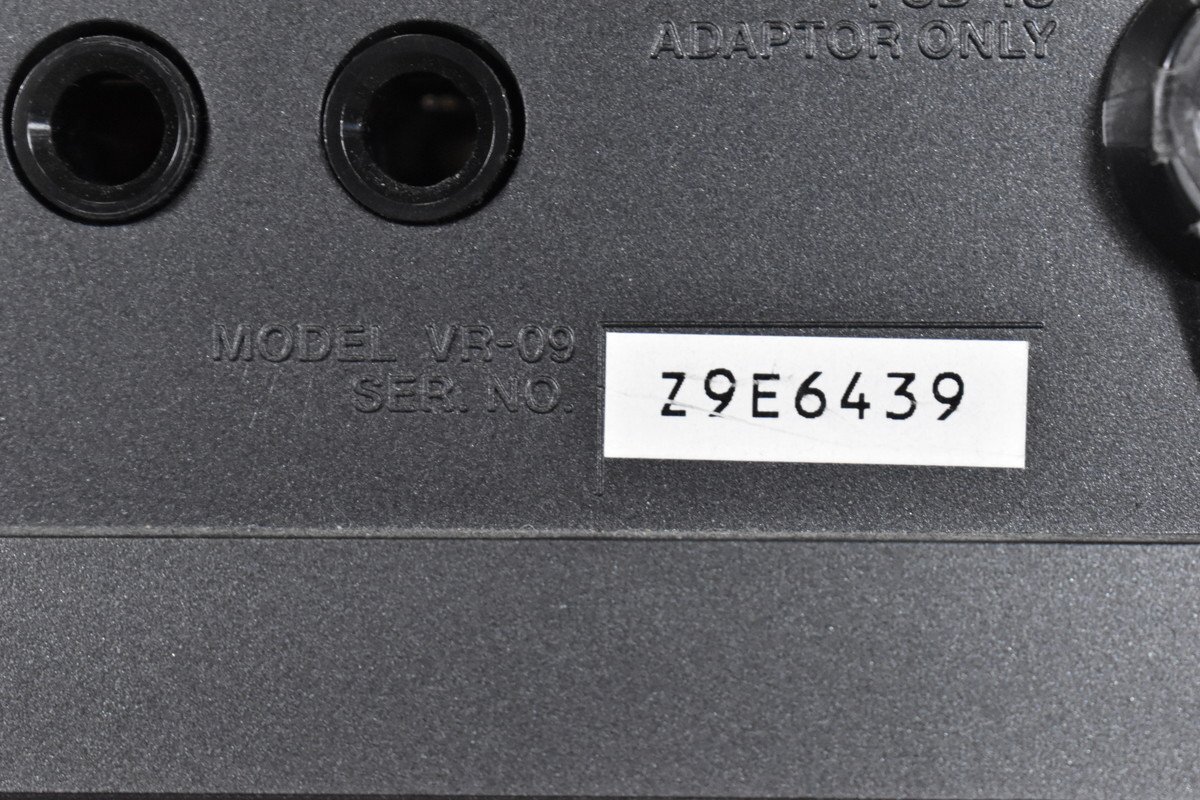 ADAPTOR ONLY
MODEL VR-09
SER. NO.
Z9E6439